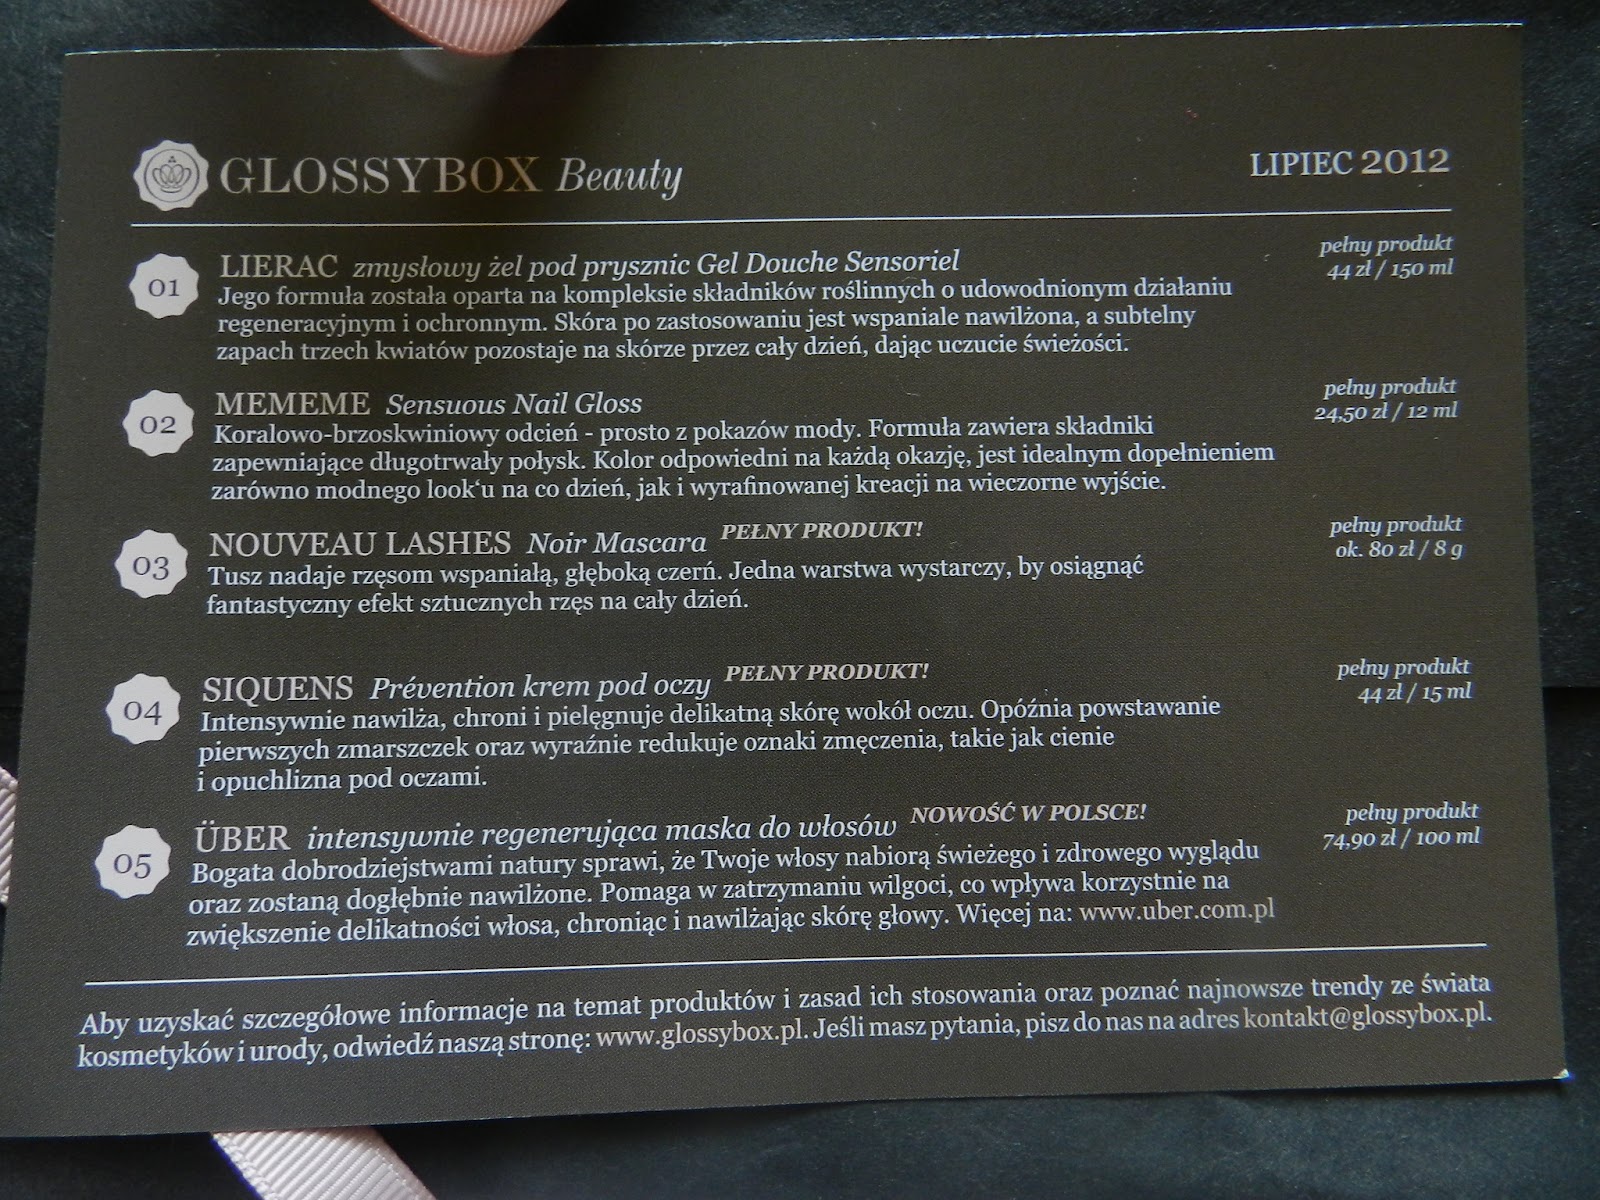 GLOSSYBOX Beauty
LIPIEC 2012
01
LIERAC zmysłowy żel pod prysznic Gel Douche Sensoriel
pełny produkt
44 zł / 150 ml
Jego formuła została oparta na kompleksie składników roślinnych o udowodnionym działaniu
regeneracyjnym i ochronnym. Skóra po zastosowaniu jest wspaniale nawilżona, a subtelny
zapach trzech kwiatów pozostaje na skórze przez cały dzień, dając uczucie świeżości.
02
MEMEME Sensuous Nail Gloss
pełny produkt
24,50 zł / 12 ml
Koralowo-brzoskwiniowy odcień - prosto z pokazów mody. Formuła zawiera składniki
zapewniające długotrwały połysk. Kolor odpowiedni na każdą okazję, jest idealnym dopełnieniem
zarówno modnego look‘u na co dzień, jak i wyrafinowanej kreacji na wieczorne wyjście.
03
NOUVEAU LASHES Noir Mascara PEŁNY PRODUKT!
pełny produkt
ok. 80 zł / 8 g
Tusz nadaje rzęsom wspaniałą, głęboką czerń. Jedna warstwa wystarczy, by osiągnąć
fantastyczny efekt sztucznych rzęs na cały dzień.
04
SIQUENS Prévention krem pod oczy PEŁNY PRODUKT!
pełny produkt
44 zł / 15 ml
Intensywnie nawilża, chroni i pielęgnuje delikatną skórę wokół oczu. Opóźnia powstawanie
pierwszych zmarszczek oraz wyraźnie redukuje oznaki zmęczenia, takie jak cienie
i opuchlizna pod oczami.
05
ÜBER intensywnie regenerująca maska do włosów NOWOŚĆ W POLSCE!
pełny produkt
74,90 zł / 100 ml
Bogata dobrodziejstwami natury sprawi, że Twoje włosy nabiorą świeżego i zdrowego wyglądu
oraz zostaną dogłębnie nawilżone. Pomaga w zatrzymaniu wilgoci, co wpływa korzystnie na
zwiększenie delikatności włosa, chroniąc i nawilżając skórę głowy. Więcej na: www.uber.com.pl
Aby uzyskać szczegółowe informacje na temat produktów i zasad ich stosowania oraz poznać najnowsze trendy ze świata
kosmetyków i urody, odwiedź naszą stronę: www.glossybox.pl. Jeśli masz pytania, pisz do nas na adres kontakt@glossybox.pl.